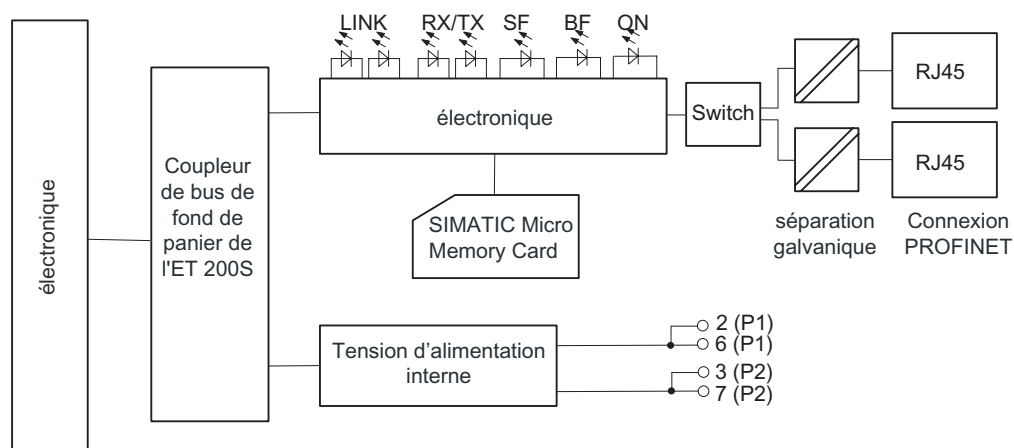 LINK RX/TX SF BF ON
électronique
Coupleur
de bus de
fond de
panier de
l'ET 200S
électronique
Switch
RJ45
RJ45
SIMATIC Micro
Memory Card
séparation
galvanique
Connexion
PROFINET
Tension d’alimentation
interne
2 (P1)
6 (P1)
3 (P2)
7 (P2)